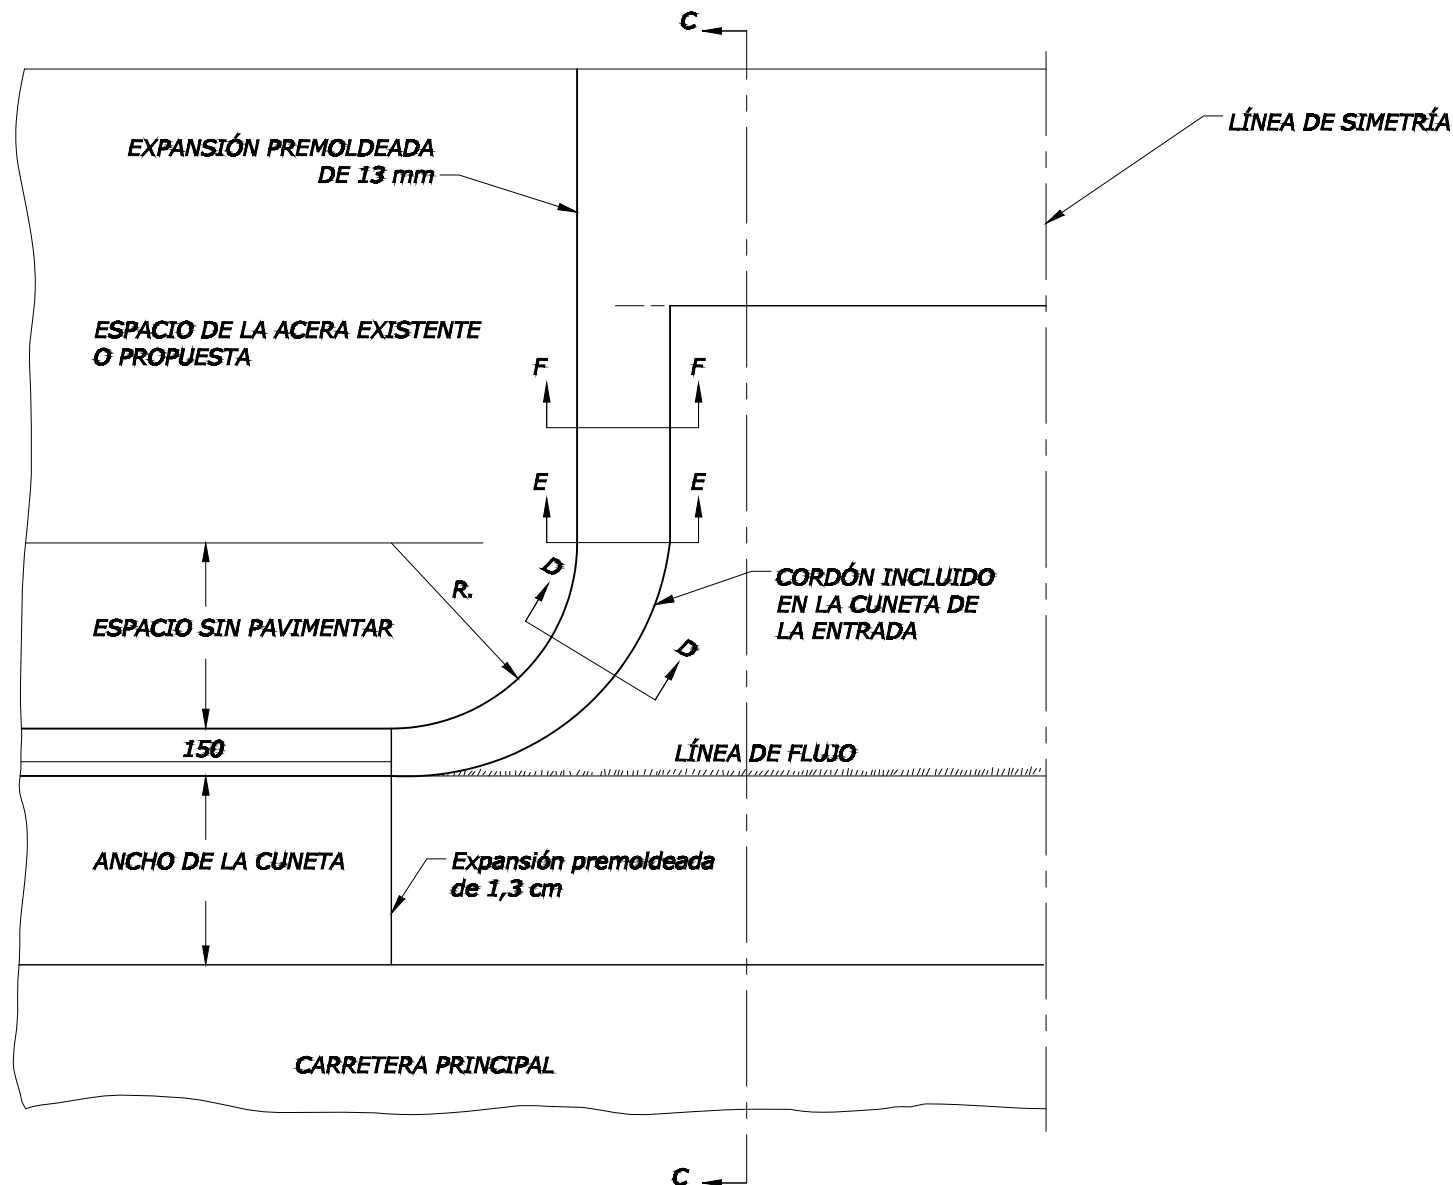 C
LÍNEA DE SIMETRÍA
EXPANSIÓN PREMOLDEADA
DE 13 mm
ESPACIO DE LA ACERA EXISTENTE
O PROPUESTA
F F
E E
D
R.
CORDÓN INCLUIDO
EN LA CUNETA DE
LA ENTRADA
ESPACIO SIN PAVIMENTAR
D
150
LÍNEA DE FLUJO
ANCHO DE LA CUNETA
Expansión premoldeada
de 1,3 cm
CARRETERA PRINCIPAL
C